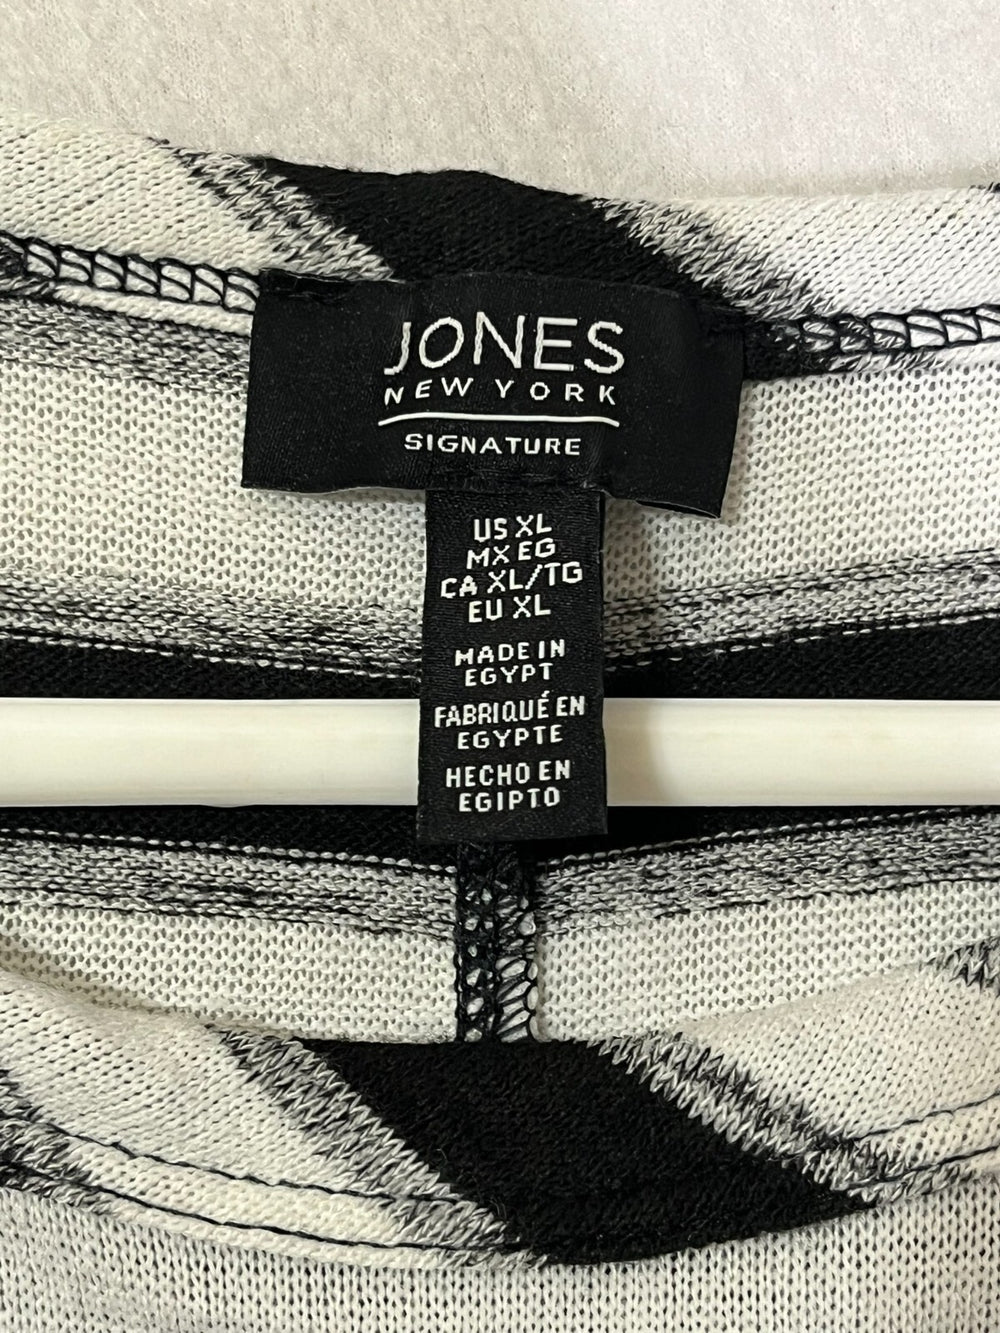 JONES
NEW YORK
SIGNATURE
US XL
MX EG
CA XL/TG
EU XL
MADE IN
EGYPT
FABRIQUÉ EN
EGYPTE
HECHO EN
EGIPTO